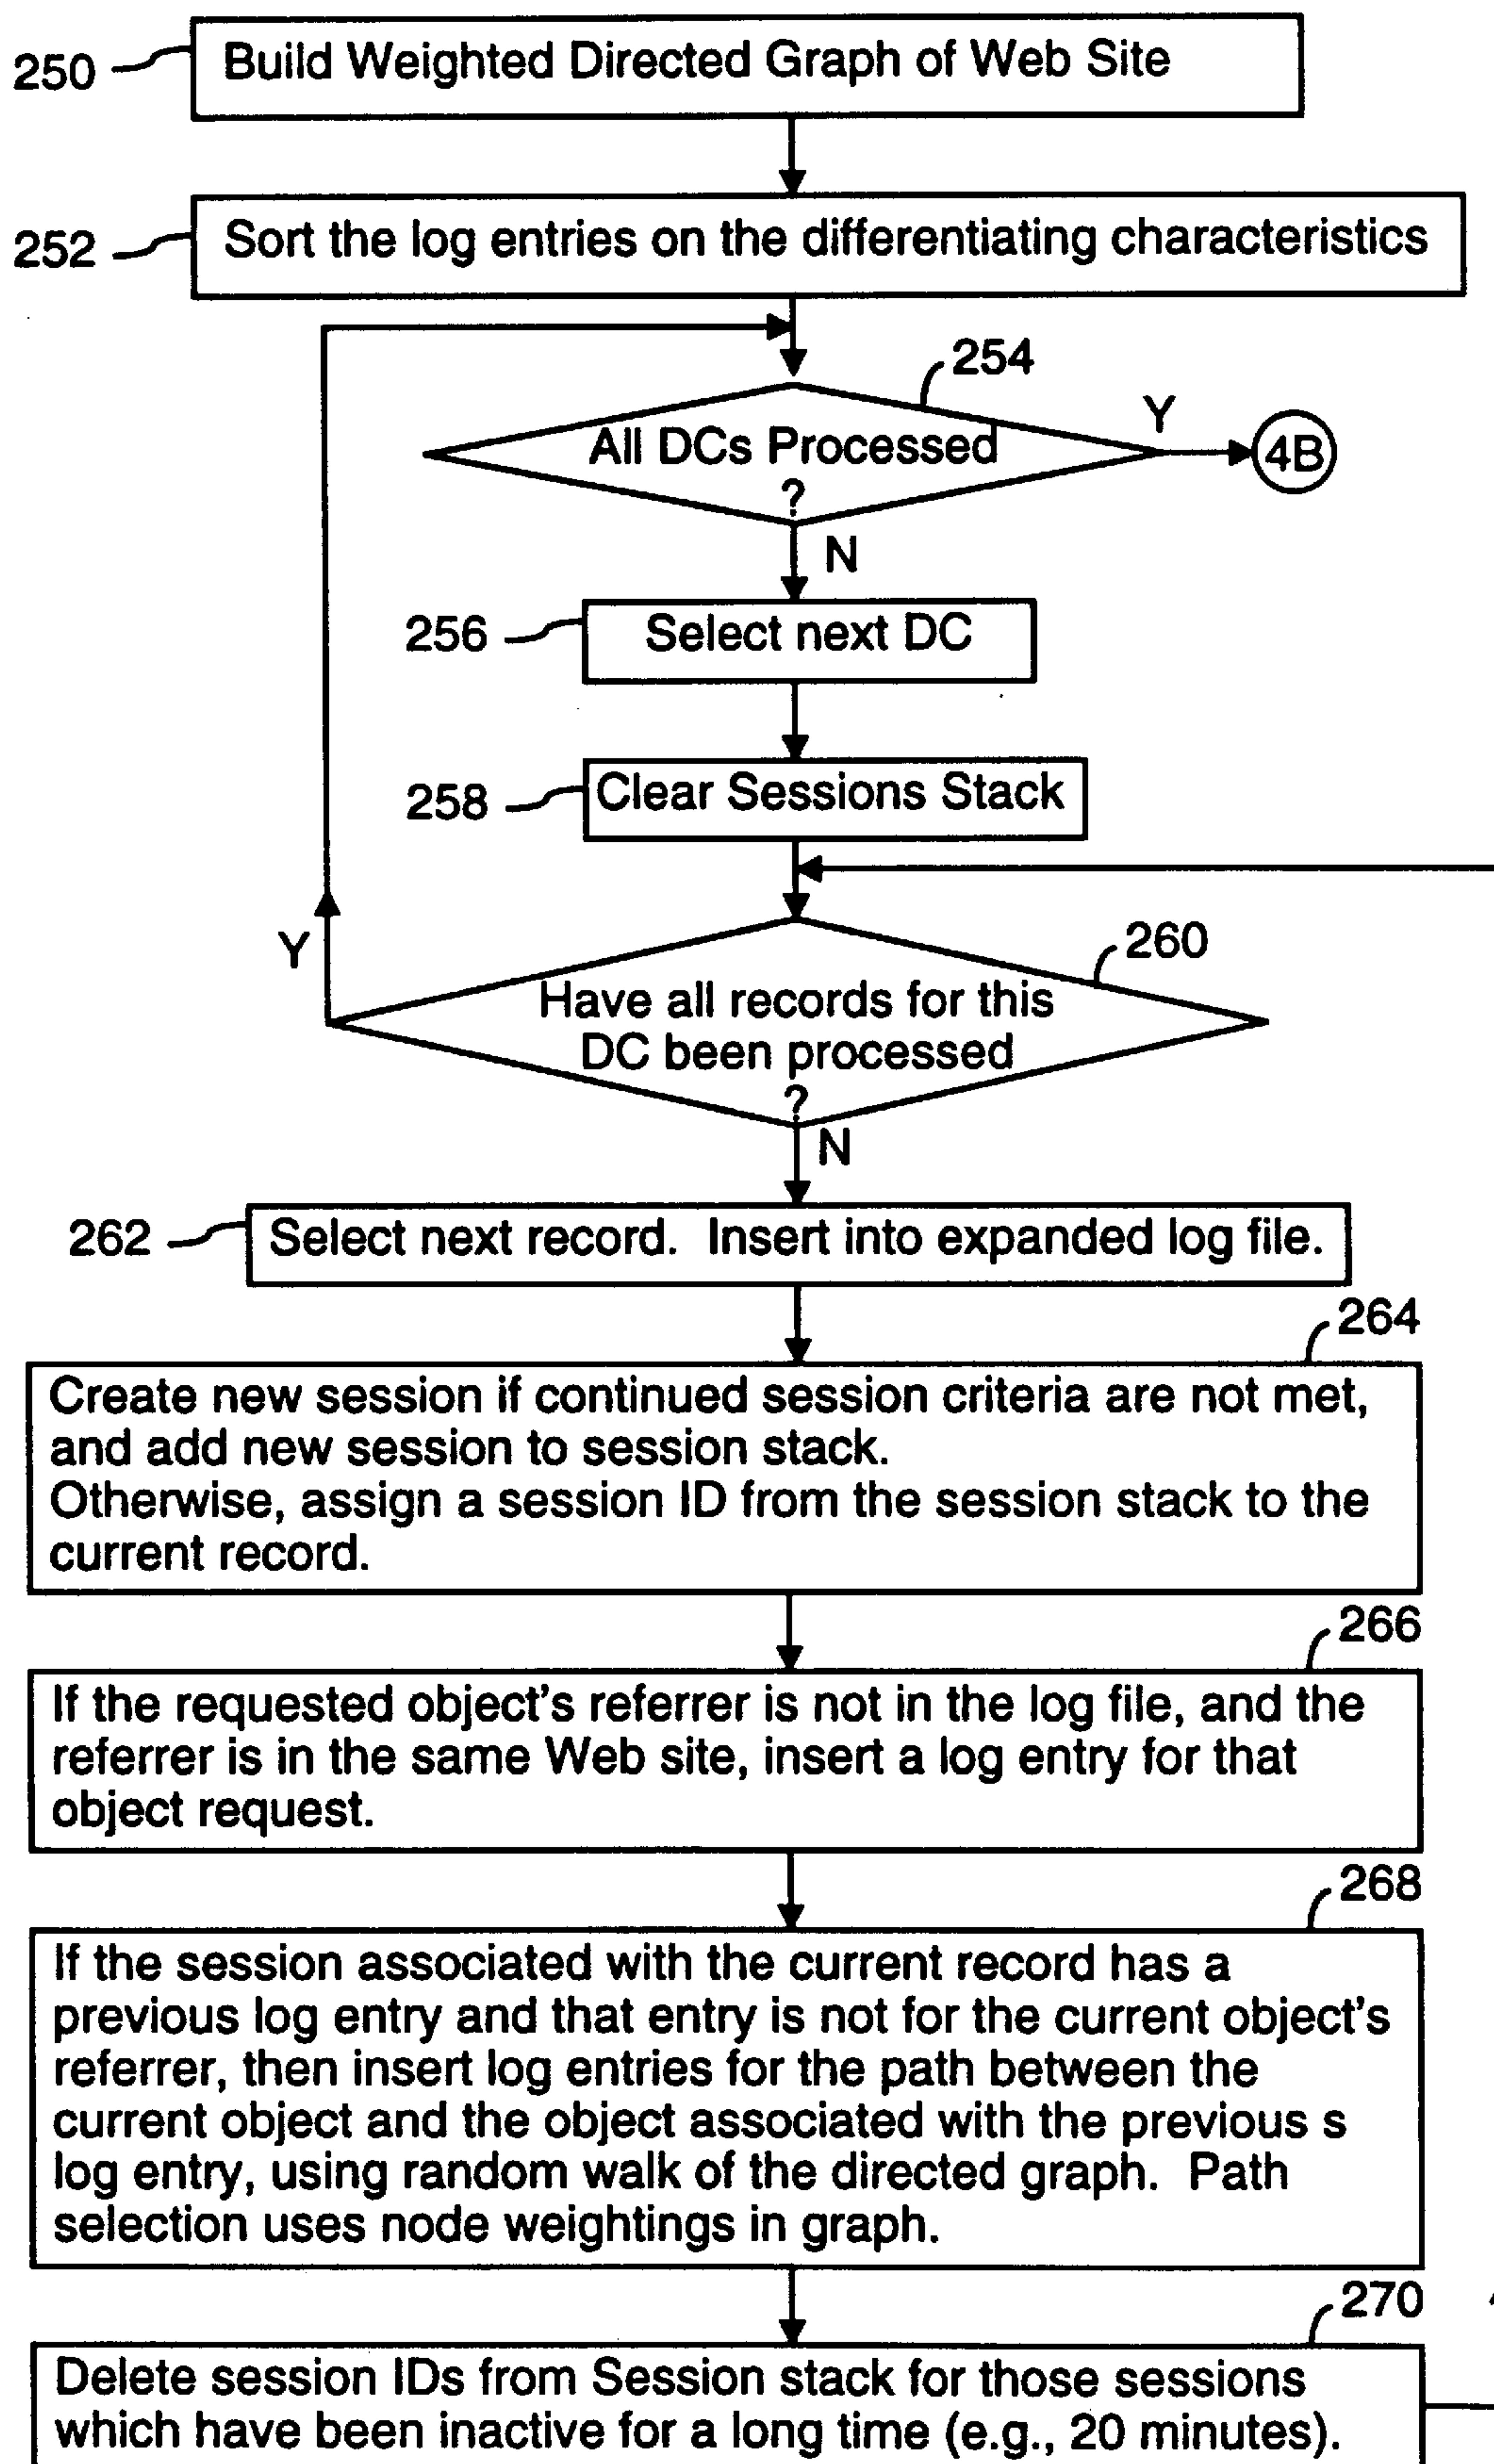 250
Build Weighted Directed Graph of Web Site
252
Sort the log entries on the differentiating characteristics
254
All DCs Processed
?
Y
4B
N
256
Select next DC
258
Clear Sessions Stack
260
Y
Have all records for this
DC been processed
?
N
262
Select next record. Insert into expanded log file.
264
Create new session if continued session criteria are not met,
and add new session to session stack.
Otherwise, assign a session ID from the session stack to the
current record.
266
If the requested object's referrer is not in the log file, and the
referrer is in the same Web site, insert a log entry for that
object request.
268
If the session associated with the current record has a
previous log entry and that entry is not for the current object's
referrer, then insert log entries for the path between the
current object and the object associated with the previous s
log entry, using random walk of the directed graph. Path
selection uses node weightings in graph.
270
Delete session IDs from Session stack for those sessions
which have been inactive for a long time (e.g., 20 minutes).